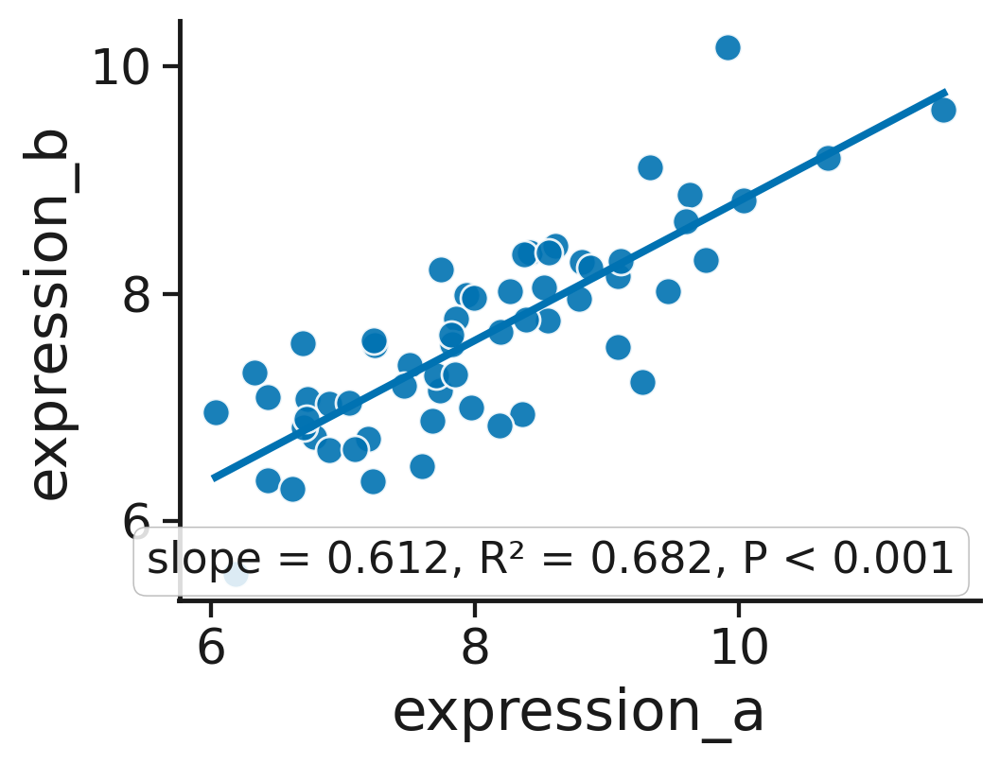 10
8
6
expression_b
slope = 0.612, R² = 0.682, P < 0.001
6 8 10
expression_a